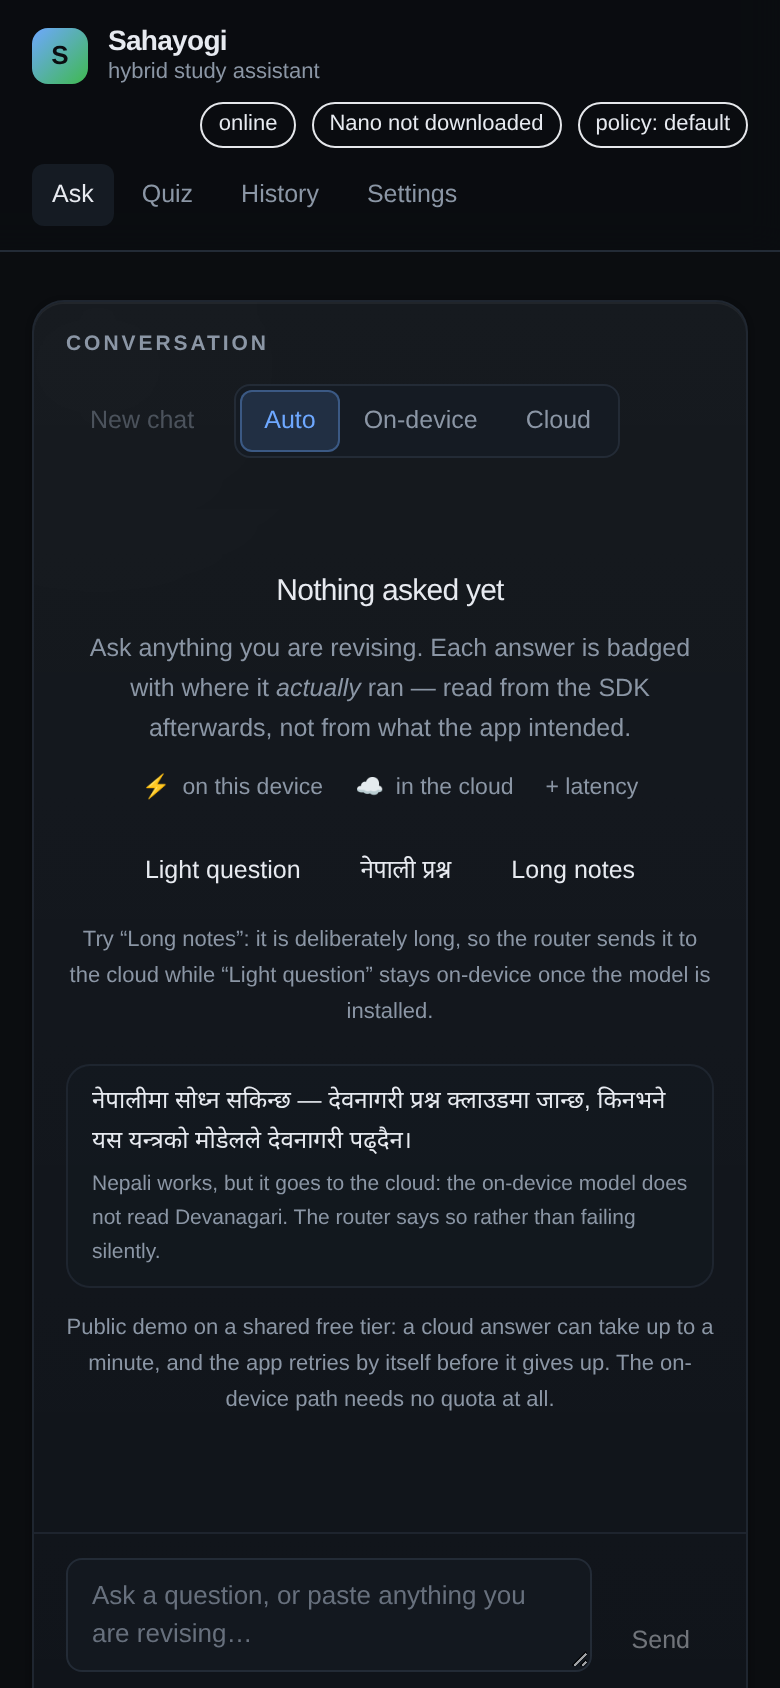 S
Sahayogi
hybrid study assistant
online
Nano not downloaded
policy: default
Ask
Quiz
History
Settings
CONVERSATION
New chat
Auto
On-device
Cloud
Nothing asked yet
Ask anything you are revising. Each answer is badged
with where it actually ran — read from the SDK
afterwards, not from what the app intended.
⚡ on this device
☁️ in the cloud
+ latency
Light question
नेपाली प्रश्न
Long notes
Try “Long notes”: it is deliberately long, so the router sends it to
the cloud while “Light question” stays on-device once the model is
installed.
नेपालीमा सोध्न सकिन्छ — देवनागरी प्रश्न क्लाउडमा जान्छ, किनभने
यस यन्त्रको मोडेलले देवनागरी पढ्दैन।
Nepali works, but it goes to the cloud: the on-device model does
not read Devanagari. The router says so rather than failing
silently.
Public demo on a shared free tier: a cloud answer can take up to a
minute, and the app retries by itself before it gives up. The on-
device path needs no quota at all.
Ask a question, or paste anything you
are revising…
Send